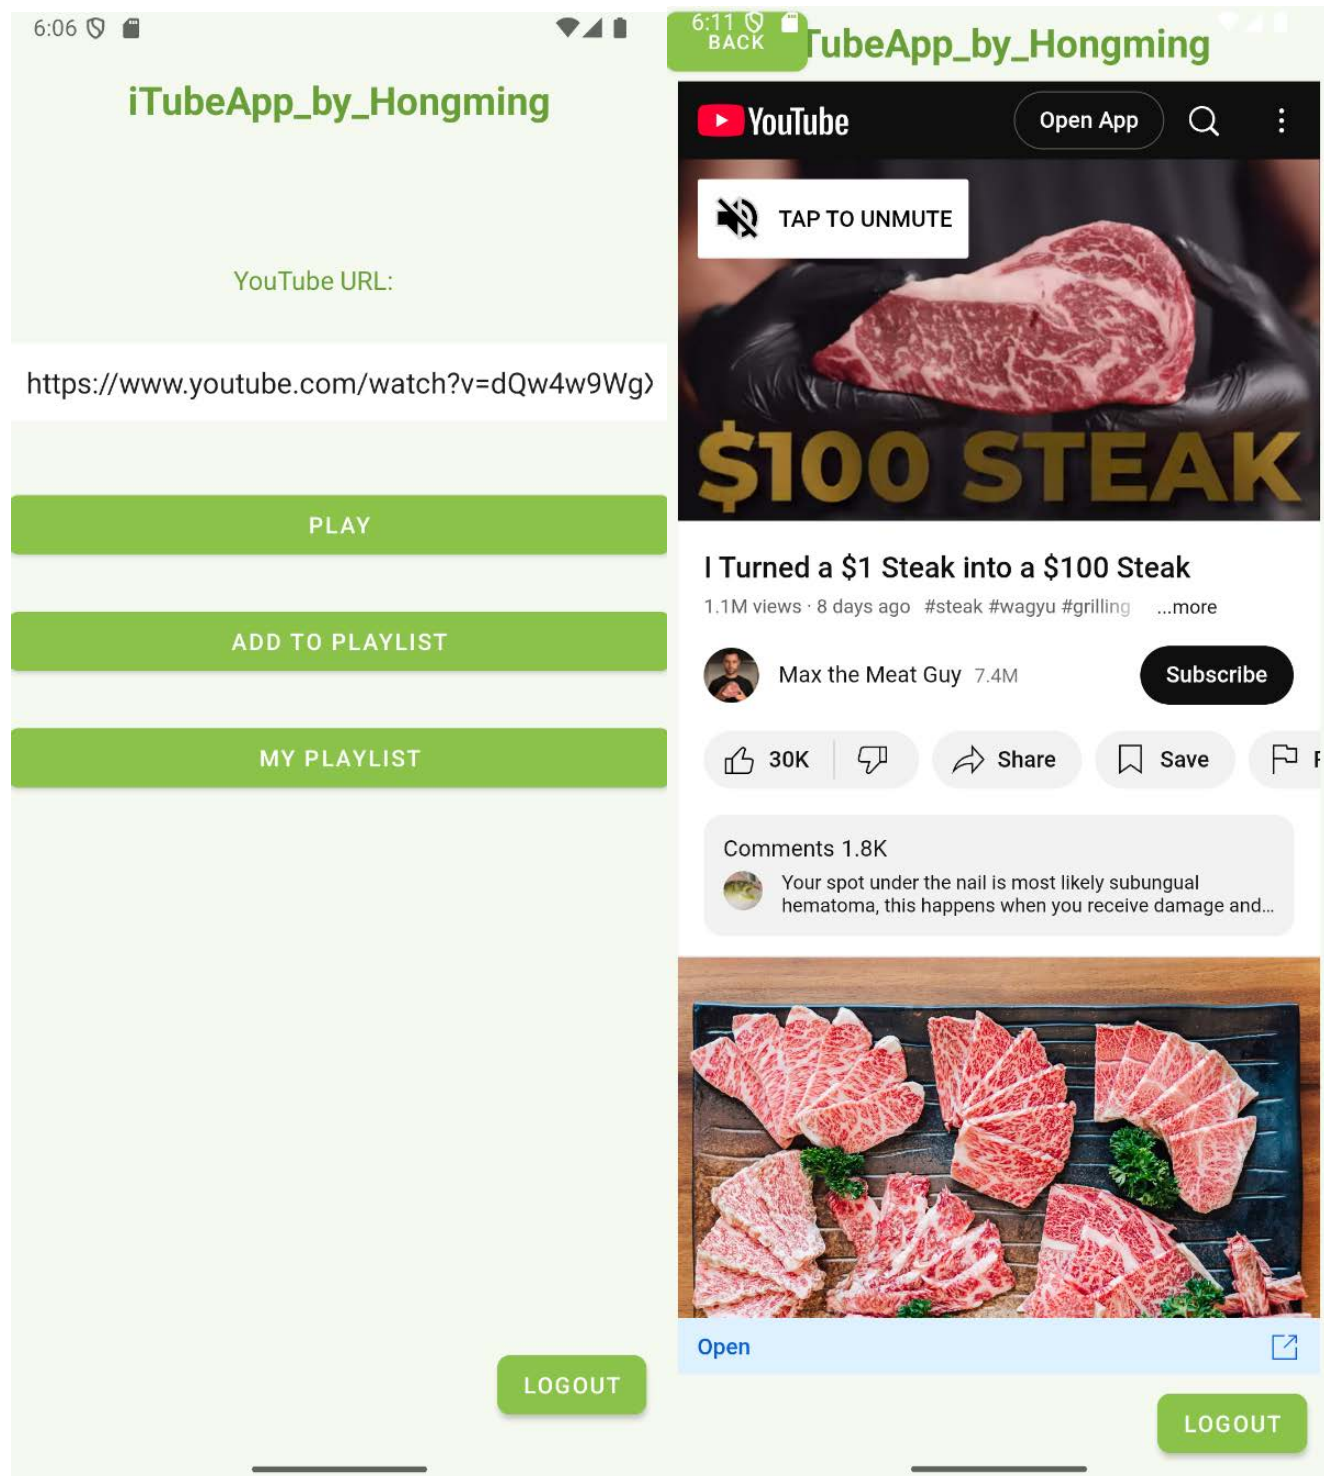 6:06
iTubeApp_by_Hongming
YouTube URL:
https://www.youtube.com/watch?v=dQw4w9WgX
PLAY
ADD TO PLAYLIST
MY PLAYLIST
LOGOUT
6:11
BACK
TubeApp_by_Hongming
YouTube
Open App
TAP TO UNMUTE
$100 STEAK
I Turned a $1 Steak into a $100 Steak
1.1M views · 8 days ago #steak #wagyu #grilling ...more
Max the Meat Guy 7.4M
Subscribe
30K
Share
Save
Comments 1.8K
Your spot under the nail is most likely subungual
hematoma, this happens when you receive damage and...
Open
LOGOUT